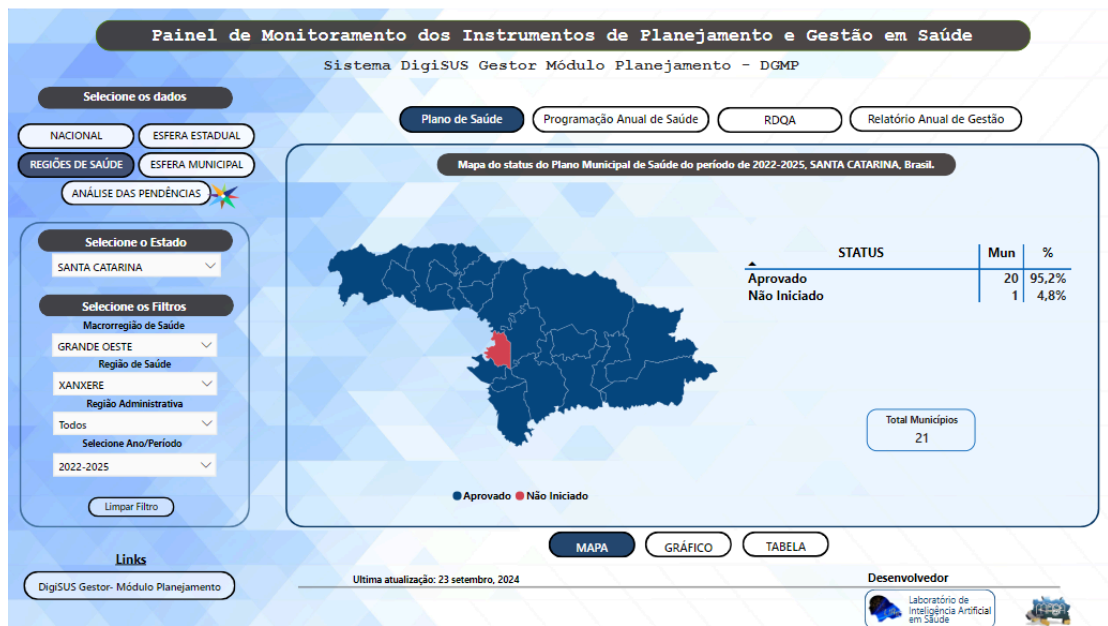 Painel de Monitoramento dos Instrumentos de Planejamento e Gestão em Saúde
Sistema DigiSUS Gestor Módulo Planejamento - DGMP
Selecione os dados
NACIONAL
ESFERA ESTADUAL
REGIÕES DE SAÚDE
ESFERA MUNICIPAL
ANÁLISE DAS PENDÊNCIAS
Selecione o Estado
SANTA CATARINA
Selecione os Filtros
Macrorregião de Saúde
GRANDE OESTE
Região de Saúde
XANXERE
Região Administrativa
Todos
Selecione Ano/Período
2022-2025
Limpar Filtro
Links
DigiSUS Gestor- Módulo Planejamento
Plano de Saúde
Programação Anual de Saúde
RDQA
Relatório Anual de Gestão
Mapa do status do Plano Municipal de Saúde do período de 2022-2025, SANTA CATARINA, Brasil.
STATUS Mun %
Aprovado 20 95,2%
Não Iniciado 1 4,8%
Total Municípios
21
Aprovado Não Iniciado
MAPA
GRÁFICO
TABELA
Ultima atualização: 23 setembro, 2024
Desenvolvedor
Laboratório de
Inteligência Artificial
em Saúde